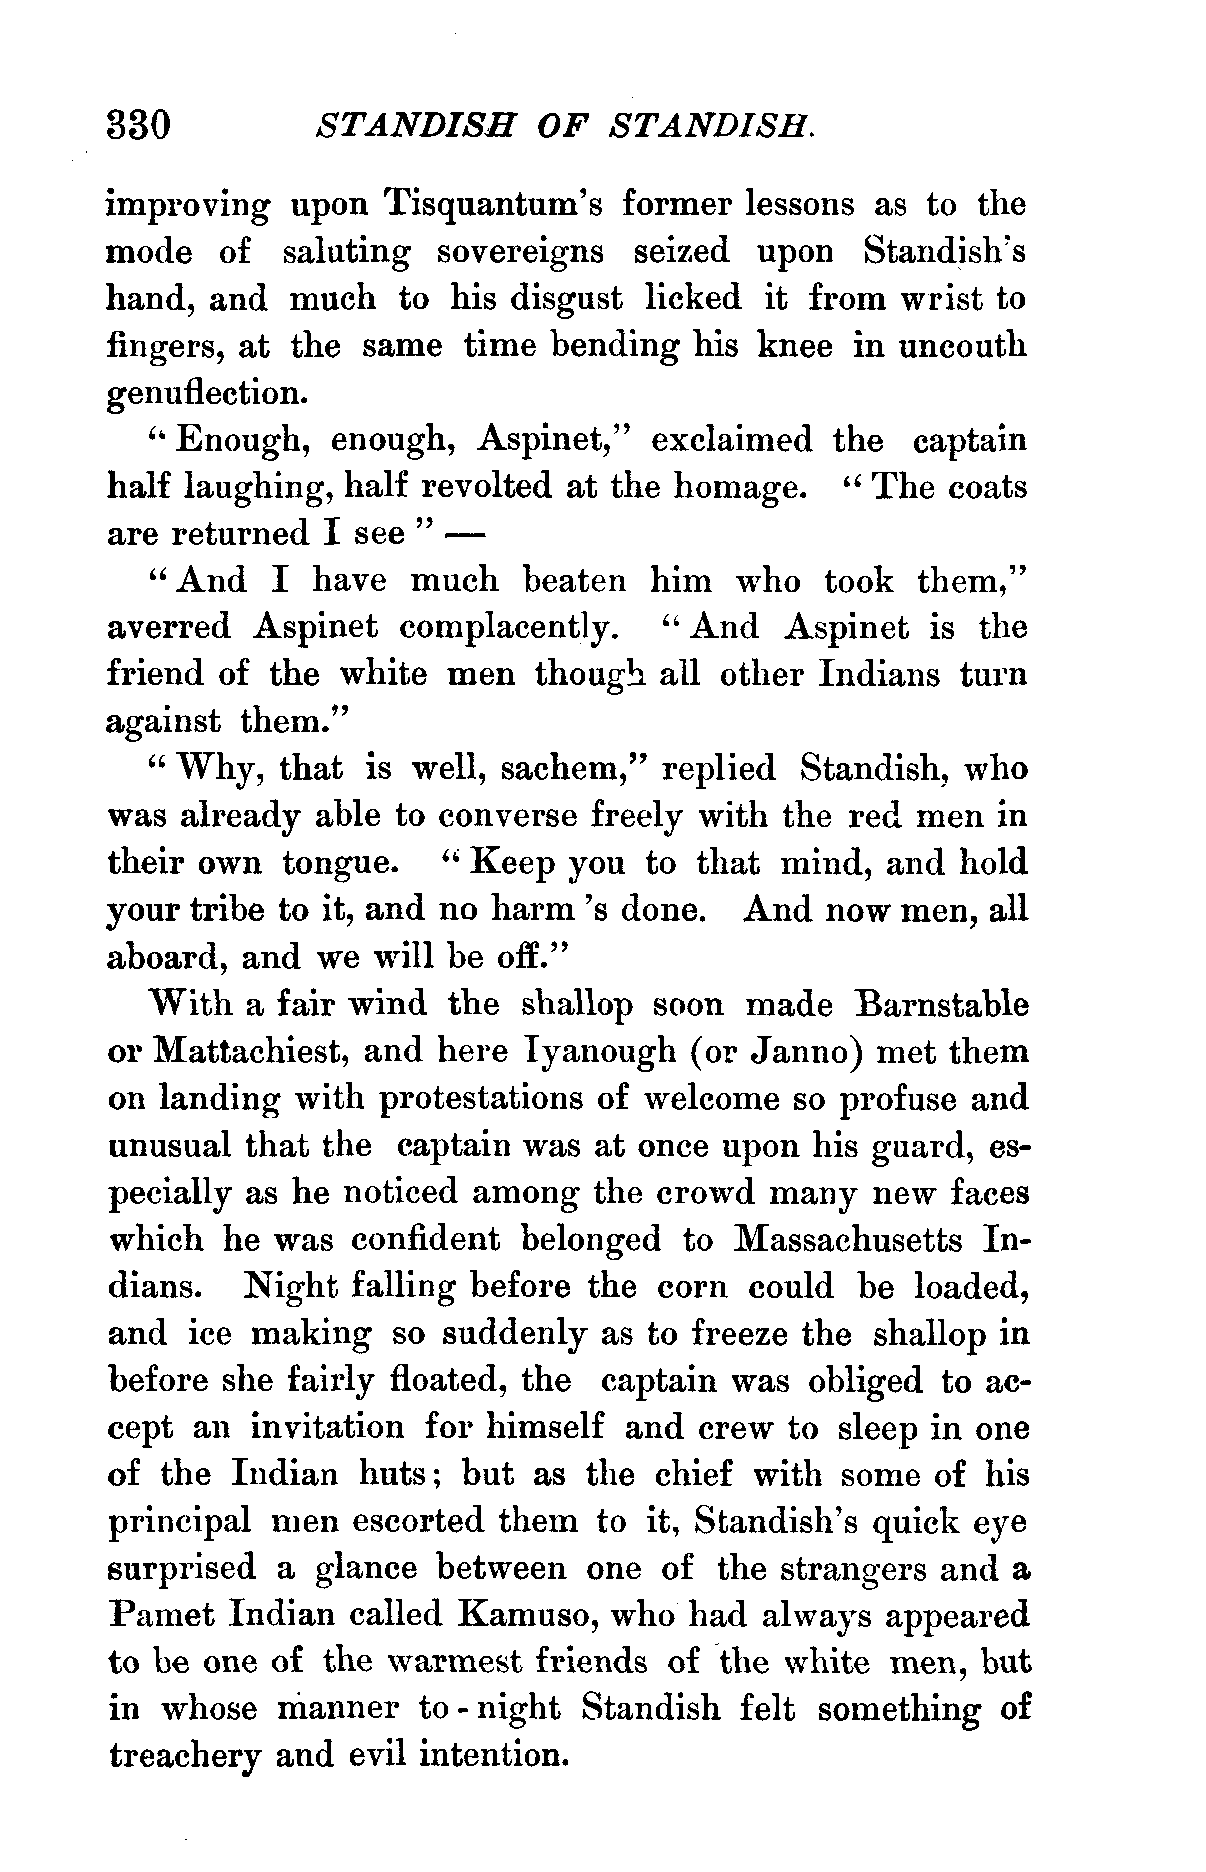 330 STANDISH OF STANDISH.
improving upon Tisquantum's former lessons as to the
mode of saluting sovereigns seized upon Standish's
hand, and much to his disgust licked it from wrist to
fingers, at the same time bending his knee in uncouth
genuflection.
"Enough, enough, Aspinet," exclaimed the captain
half laughing, half revolted at the homage. "The coats
are returned I see" —
"And I have much beaten him who took them,"
averred Aspinet complacently. "And Aspinet is the
friend of the white men though all other Indians turn
against them."
"Why, that is well, sachem," replied Standish, who
was already able to converse freely with the red men in
their own tongue. "Keep you to that mind, and hold
your tribe to it, and no harm 's done. And now men, all
aboard, and we will be off."
With a fair wind the shallop soon made Barnstable
or Mattachiest, and here Iyanough (or Janno) met them
on landing with protestations of welcome so profuse and
unusual that the captain was at once upon his guard, es-
pecially as he noticed among the crowd many new faces
which he was confident belonged to Massachusetts In-
dians. Night falling before the corn could be loaded,
and ice making so suddenly as to freeze the shallop in
before she fairly floated, the captain was obliged to ac-
cept an invitation for himself and crew to sleep in one
of the Indian huts; but as the chief with some of his
principal men escorted them to it, Standish's quick eye
surprised a glance between one of the strangers and a
Pamet Indian called Kamuso, who had always appeared
to be one of the warmest friends of the white men, but
in whose manner to-night Standish felt something of
treachery and evil intention.